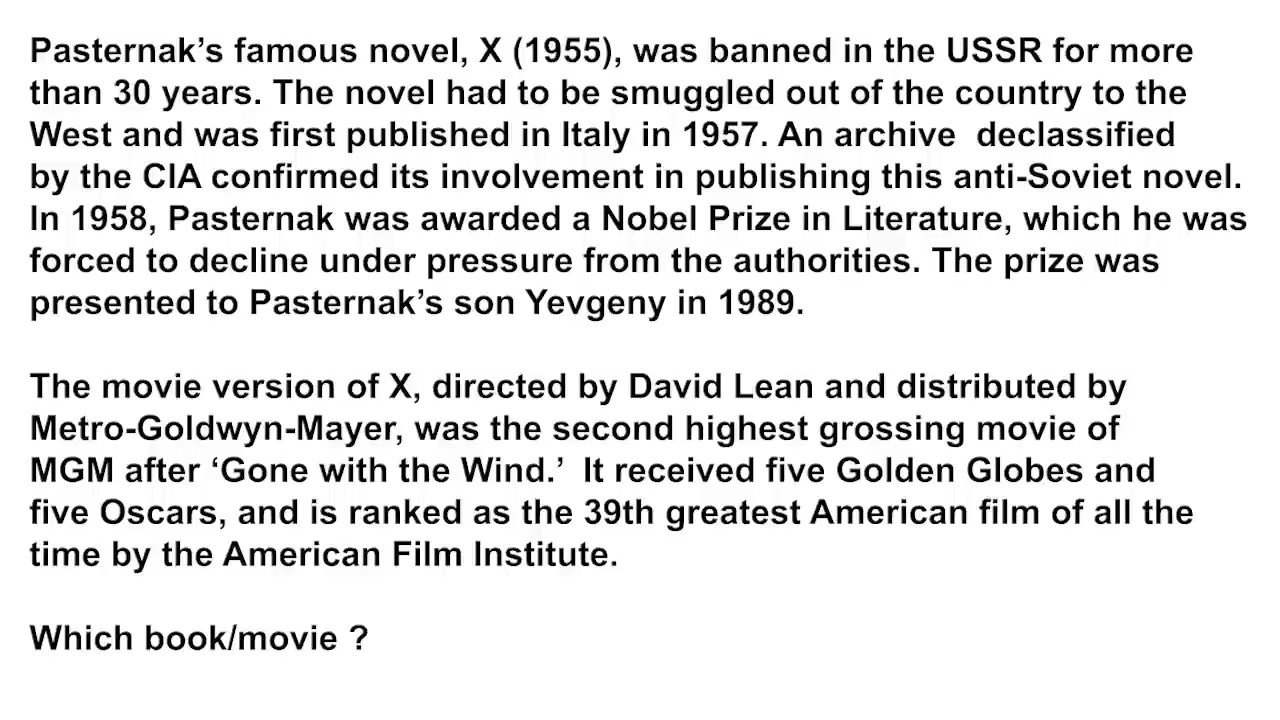 Pasternak’s famous novel, X (1955), was banned in the USSR for more
than 30 years. The novel had to be smuggled out of the country to the
West and was first published in Italy in 1957. An archive  declassified
by the CIA confirmed its involvement in publishing this anti-Soviet novel.
In 1958, Pasternak was awarded a Nobel Prize in Literature, which he was
forced to decline under pressure from the authorities. The prize was
presented to Pasternak’s son Yevgeny in 1989.
The movie version of X, directed by David Lean and distributed by
Metro-Goldwyn-Mayer, was the second highest grossing movie of
MGM after ‘Gone with the Wind.’  It received five Golden Globes and
five Oscars, and is ranked as the 39th greatest American film of all the
time by the American Film Institute.
Which book/movie ?